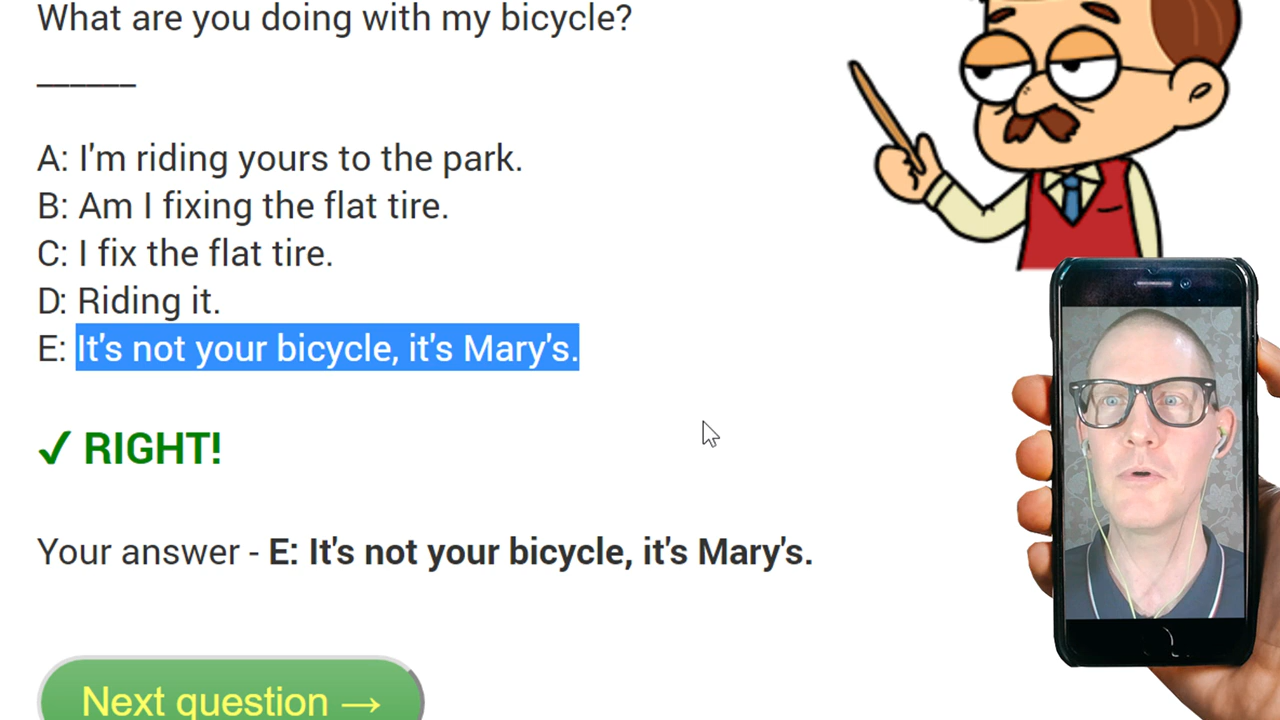 What are you doing with my bicycle?
______
A: I'm riding yours to the park.
B: Am I fixing the flat tire.
C: I fix the flat tire.
D: Riding it.
E: It's not your bicycle, it's Mary's.
✓ RIGHT!
Your answer - E: It's not your bicycle, it's Mary's.
Next question →